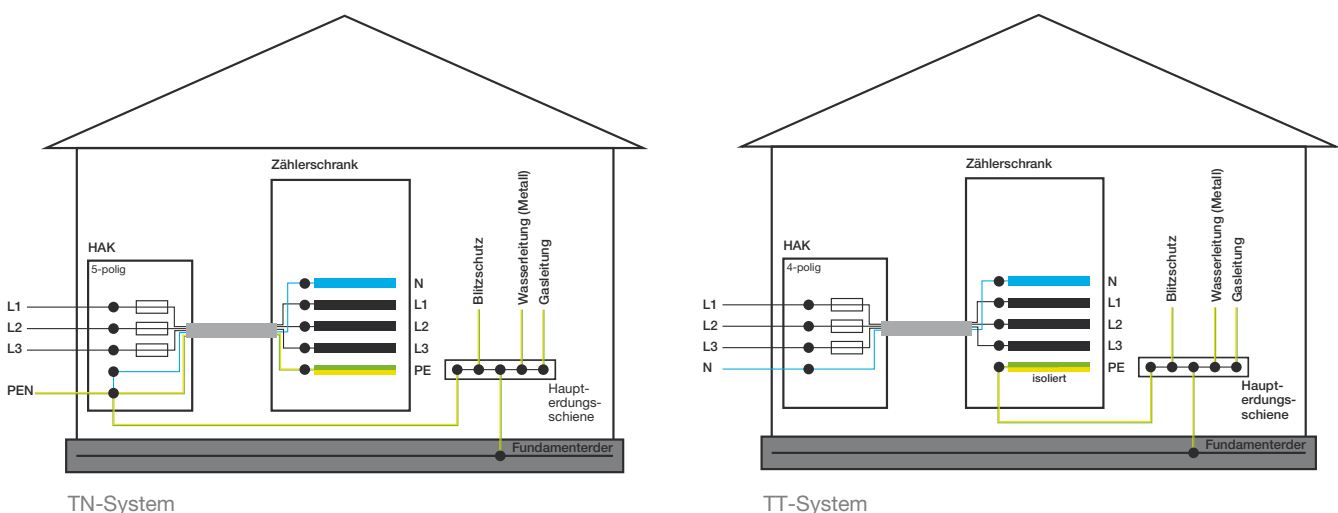 Zählerschrank
Blitzschutz
Wasserleitung (Metall)
Gasleitung
HAK
5-polig
N
L1
L1
L2
L2
L3
L3
PE
PEN
Haupt-
erdungs-
schiene
Fundamenterder
TN-System
Zählerschrank
Blitzschutz
Wasserleitung (Metall)
Gasleitung
HAK
4-polig
N
L1
L1
L2
L2
L3
L3
N
PE
isoliert
Haupt-
erdungs-
schiene
Fundamenterder
TT-System